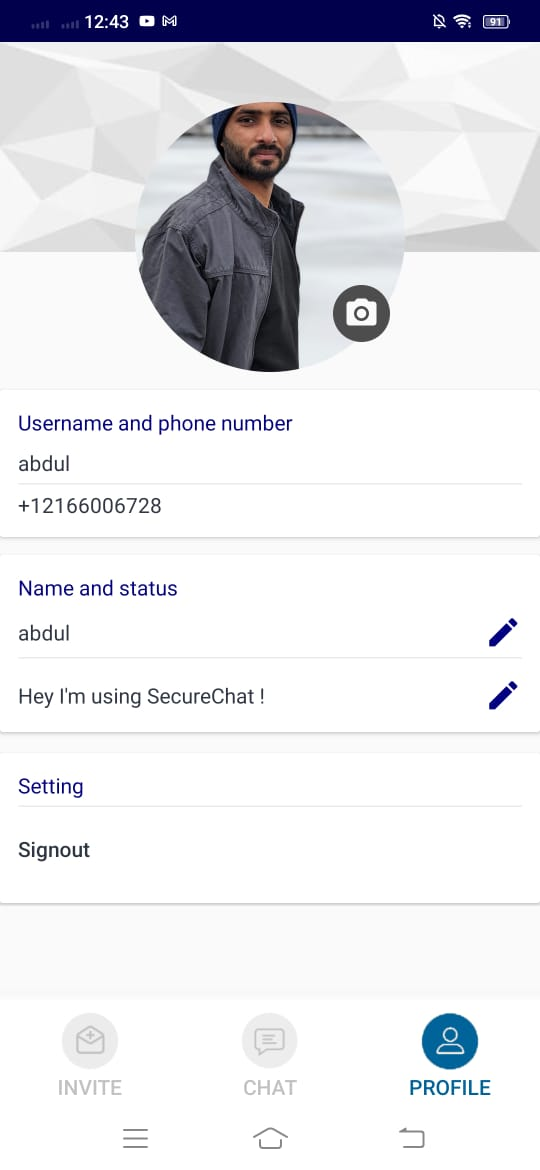 12:43
91
Username and phone number
abdul
+12166006728
Name and status
abdul
Hey I'm using SecureChat !
Setting
Signout
INVITE
CHAT
PROFILE